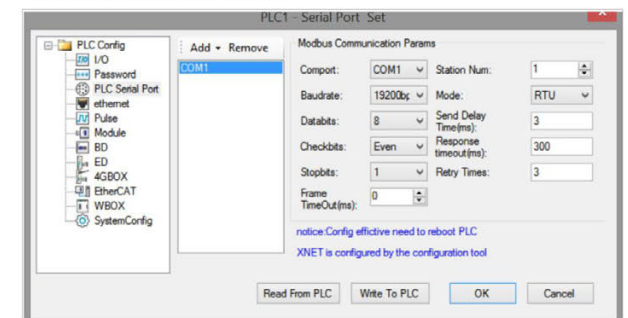 PLC1 - Serial Port Set
PLC Config
I/O
Password
PLC Serial Port
ethernet
Pulse
Module
BD
ED
4GBOX
EtherCAT
WBOX
SystemConfig
Add Remove
COM1
Modbus Communication Params
Comport: COM1 Station Num: 1
Baudrate: 19200bp Mode: RTU
Databits: 8 Send Delay Time(ms): 3
Checkbits: Even Response timeout(ms): 300
Stopbits: 1 Retry Times: 3
Frame TimeOut(ms): 0
notice:Config effictive need to reboot PLC
XNET is configured by the configuration tool
Read From PLC Write To PLC OK Cancel